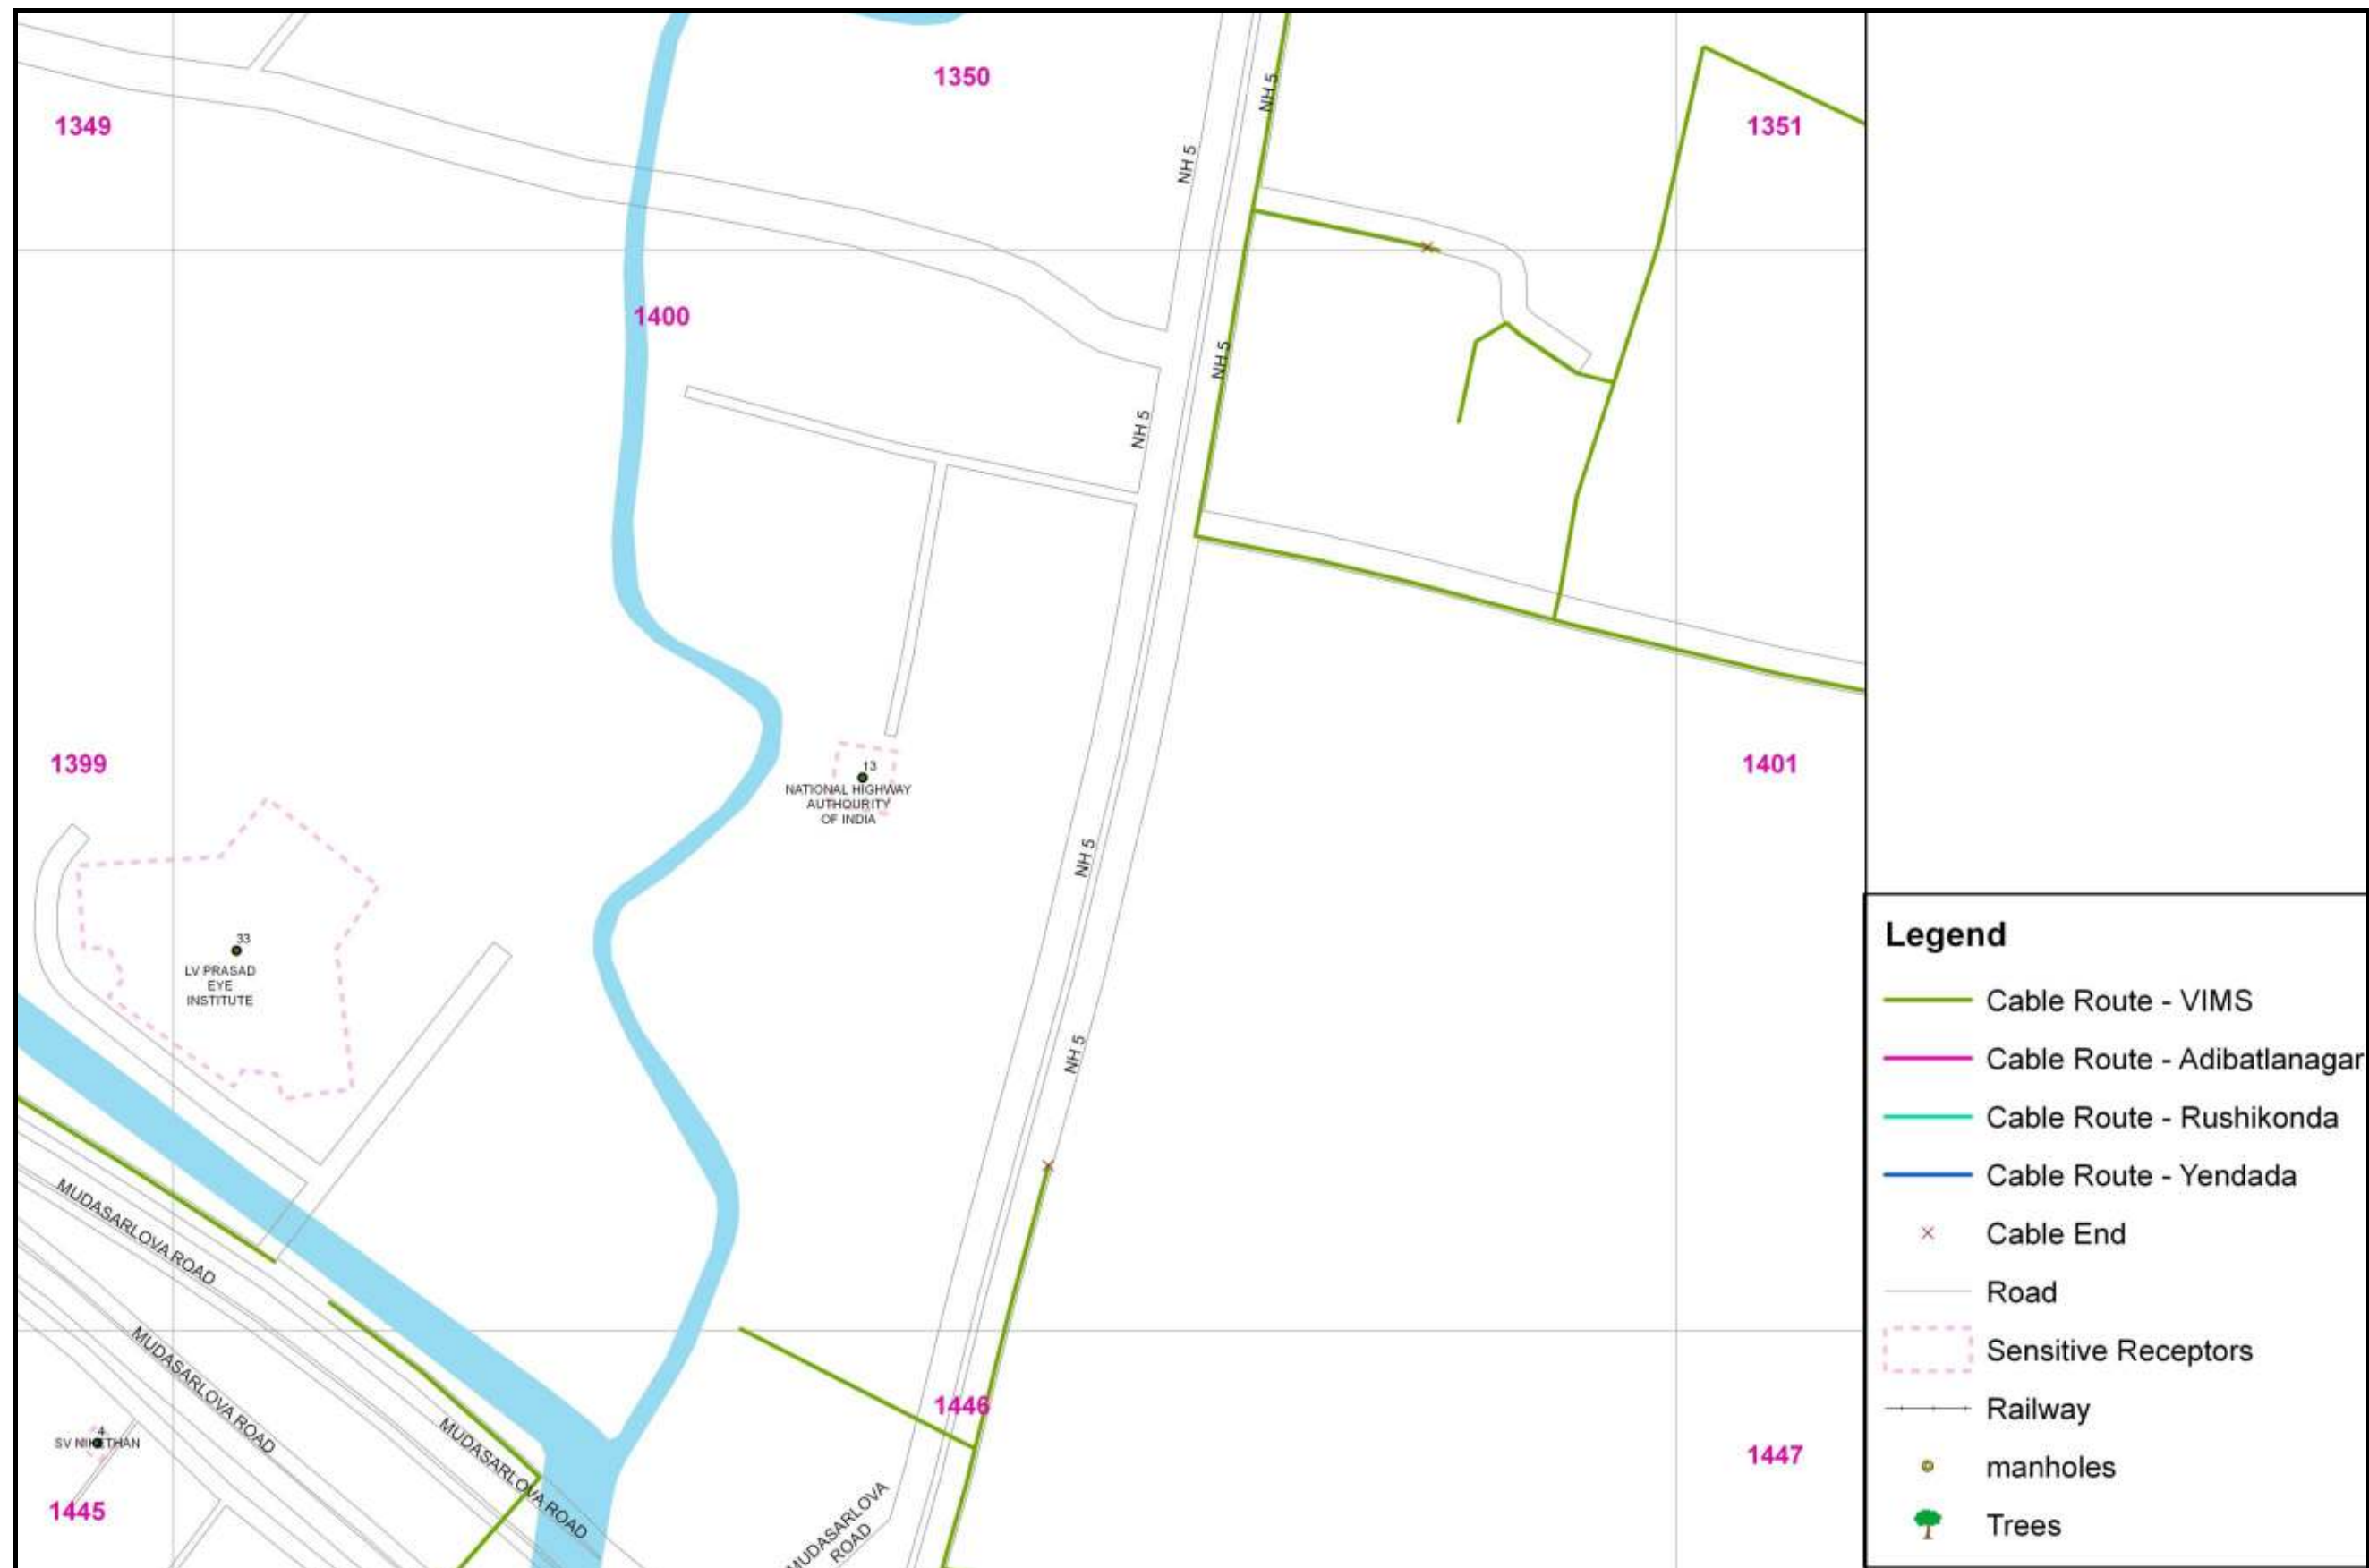 1350
1349
1351
NH 5
NH 5
1400
NH 5
NH 5
1399
1401
13
NATIONAL HIGHWAY
AUTHOURITY
OF INDIA
NH 5
33
LV PRASAD
EYE
INSTITUTE
NH 5
MUDASARLOVA ROAD
MUDASARLOVA ROAD
MUDASARLOVA ROAD
1446
4
SV NIKETHAN
1445
MUDASARLOVA
ROAD
1447
Legend
Cable Route - VIMS
Cable Route - Adibatlanagar
Cable Route - Rushikonda
Cable Route - Yendada
Cable End
Road
Sensitive Receptors
Railway
manholes
Trees